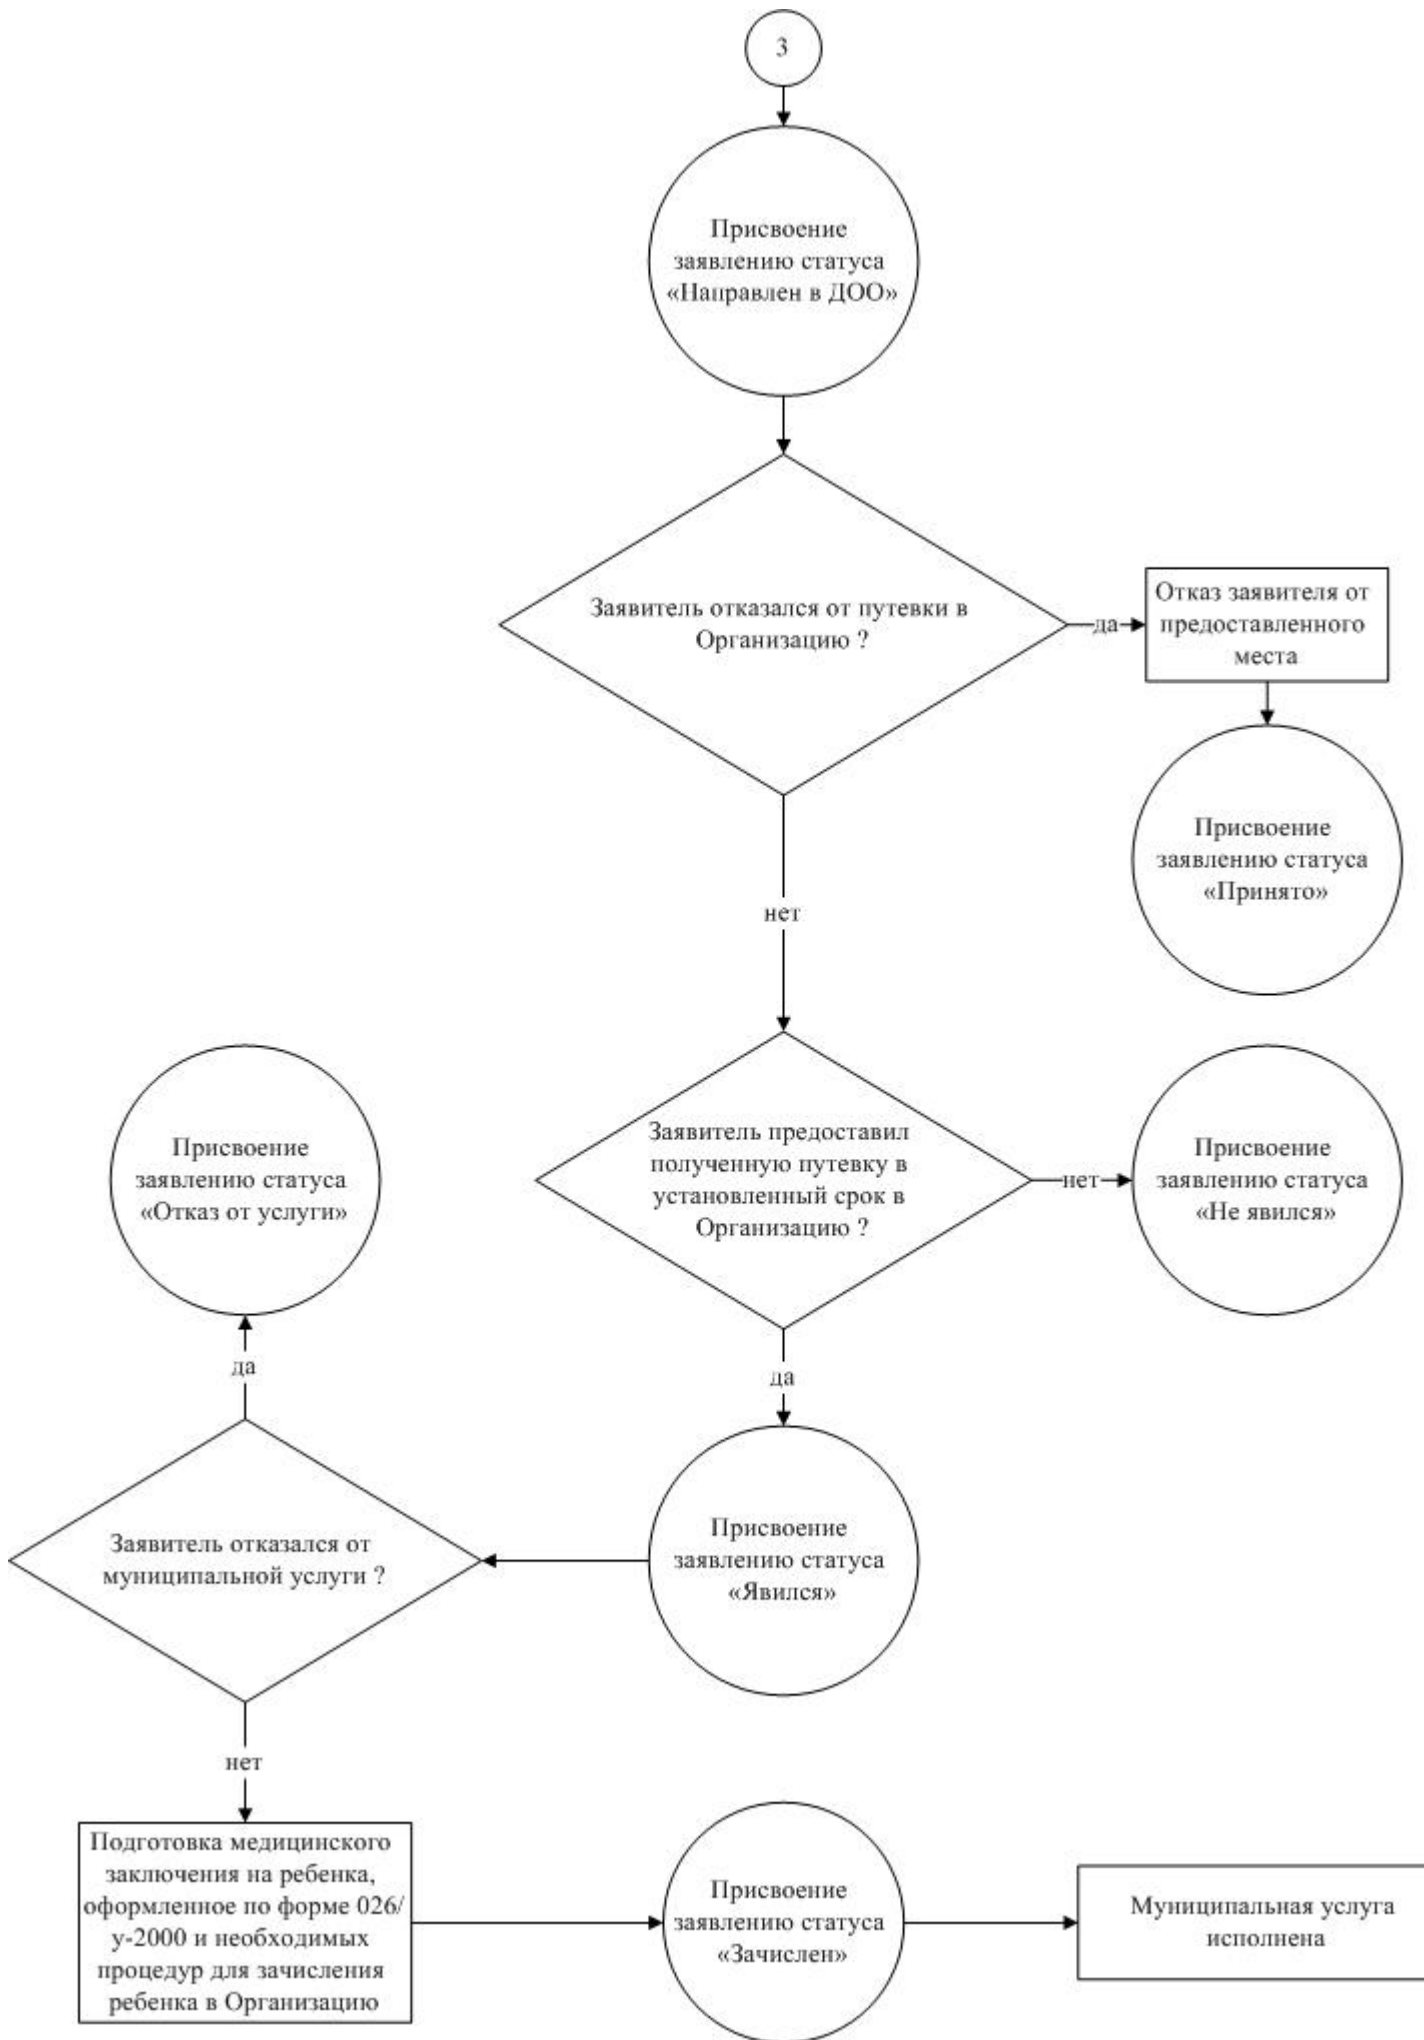 3
Присвоение
заявлению статуса
«Направлен в ДОО»
Заявитель отказался от путевки в
Организацию ?
да
Отказ заявителя от
предоставленного
места
Присвоение
заявлению статуса
«Принято»
нет
Заявитель предоставил
полученную путевку в
установленный срок в
Организацию ?
нет
Присвоение
заявлению статуса
«Не явился»
Присвоение
заявлению статуса
«Отказ от услуги»
да
да
Присвоение
заявлению статуса
«Явился»
Заявитель отказался от
муниципальной услуги ?
нет
Подготовка медицинского
заключения на ребенка,
оформленное по форме 026/
у-2000 и необходимых
процедур для зачисления
ребенка в Организацию
Присвоение
заявлению статуса
«Зачислен»
Муниципальная услуга
исполнена